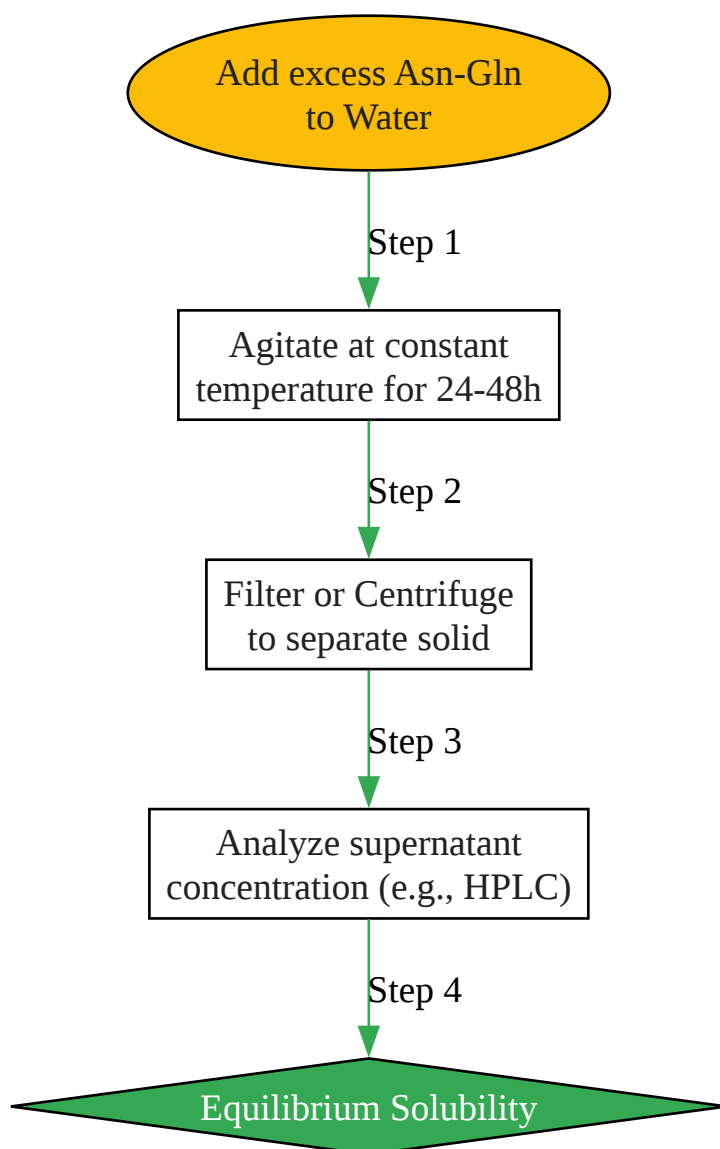 Add excess Asn-Gln
to Water
Step 1
Agitate at constant
temperature for 24-48h
Step 2
Filter or Centrifuge
to separate solid
Step 3
Analyze supernatant
concentration (e.g., HPLC)
Step 4
Equilibrium Solubility